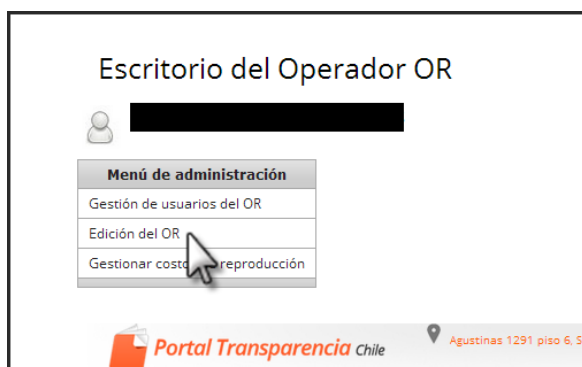 Escritorio del Operador OR
Menú de administración
Gestión de usuarios del OR
Edición del OR
Gestionar reproducción
Portal Transparencia Chile
Agustinas 1291 piso 6, S